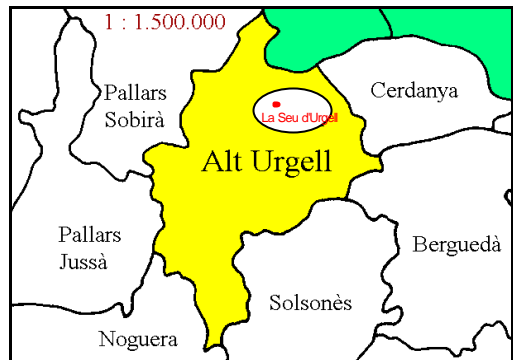 1 : 1.500.000
Pallars
Sobirà
Cerdanya
La Seu d'Urgell
Alt Urgell
Pallars
Jussà
Berguedà
Solsonès
Noguera